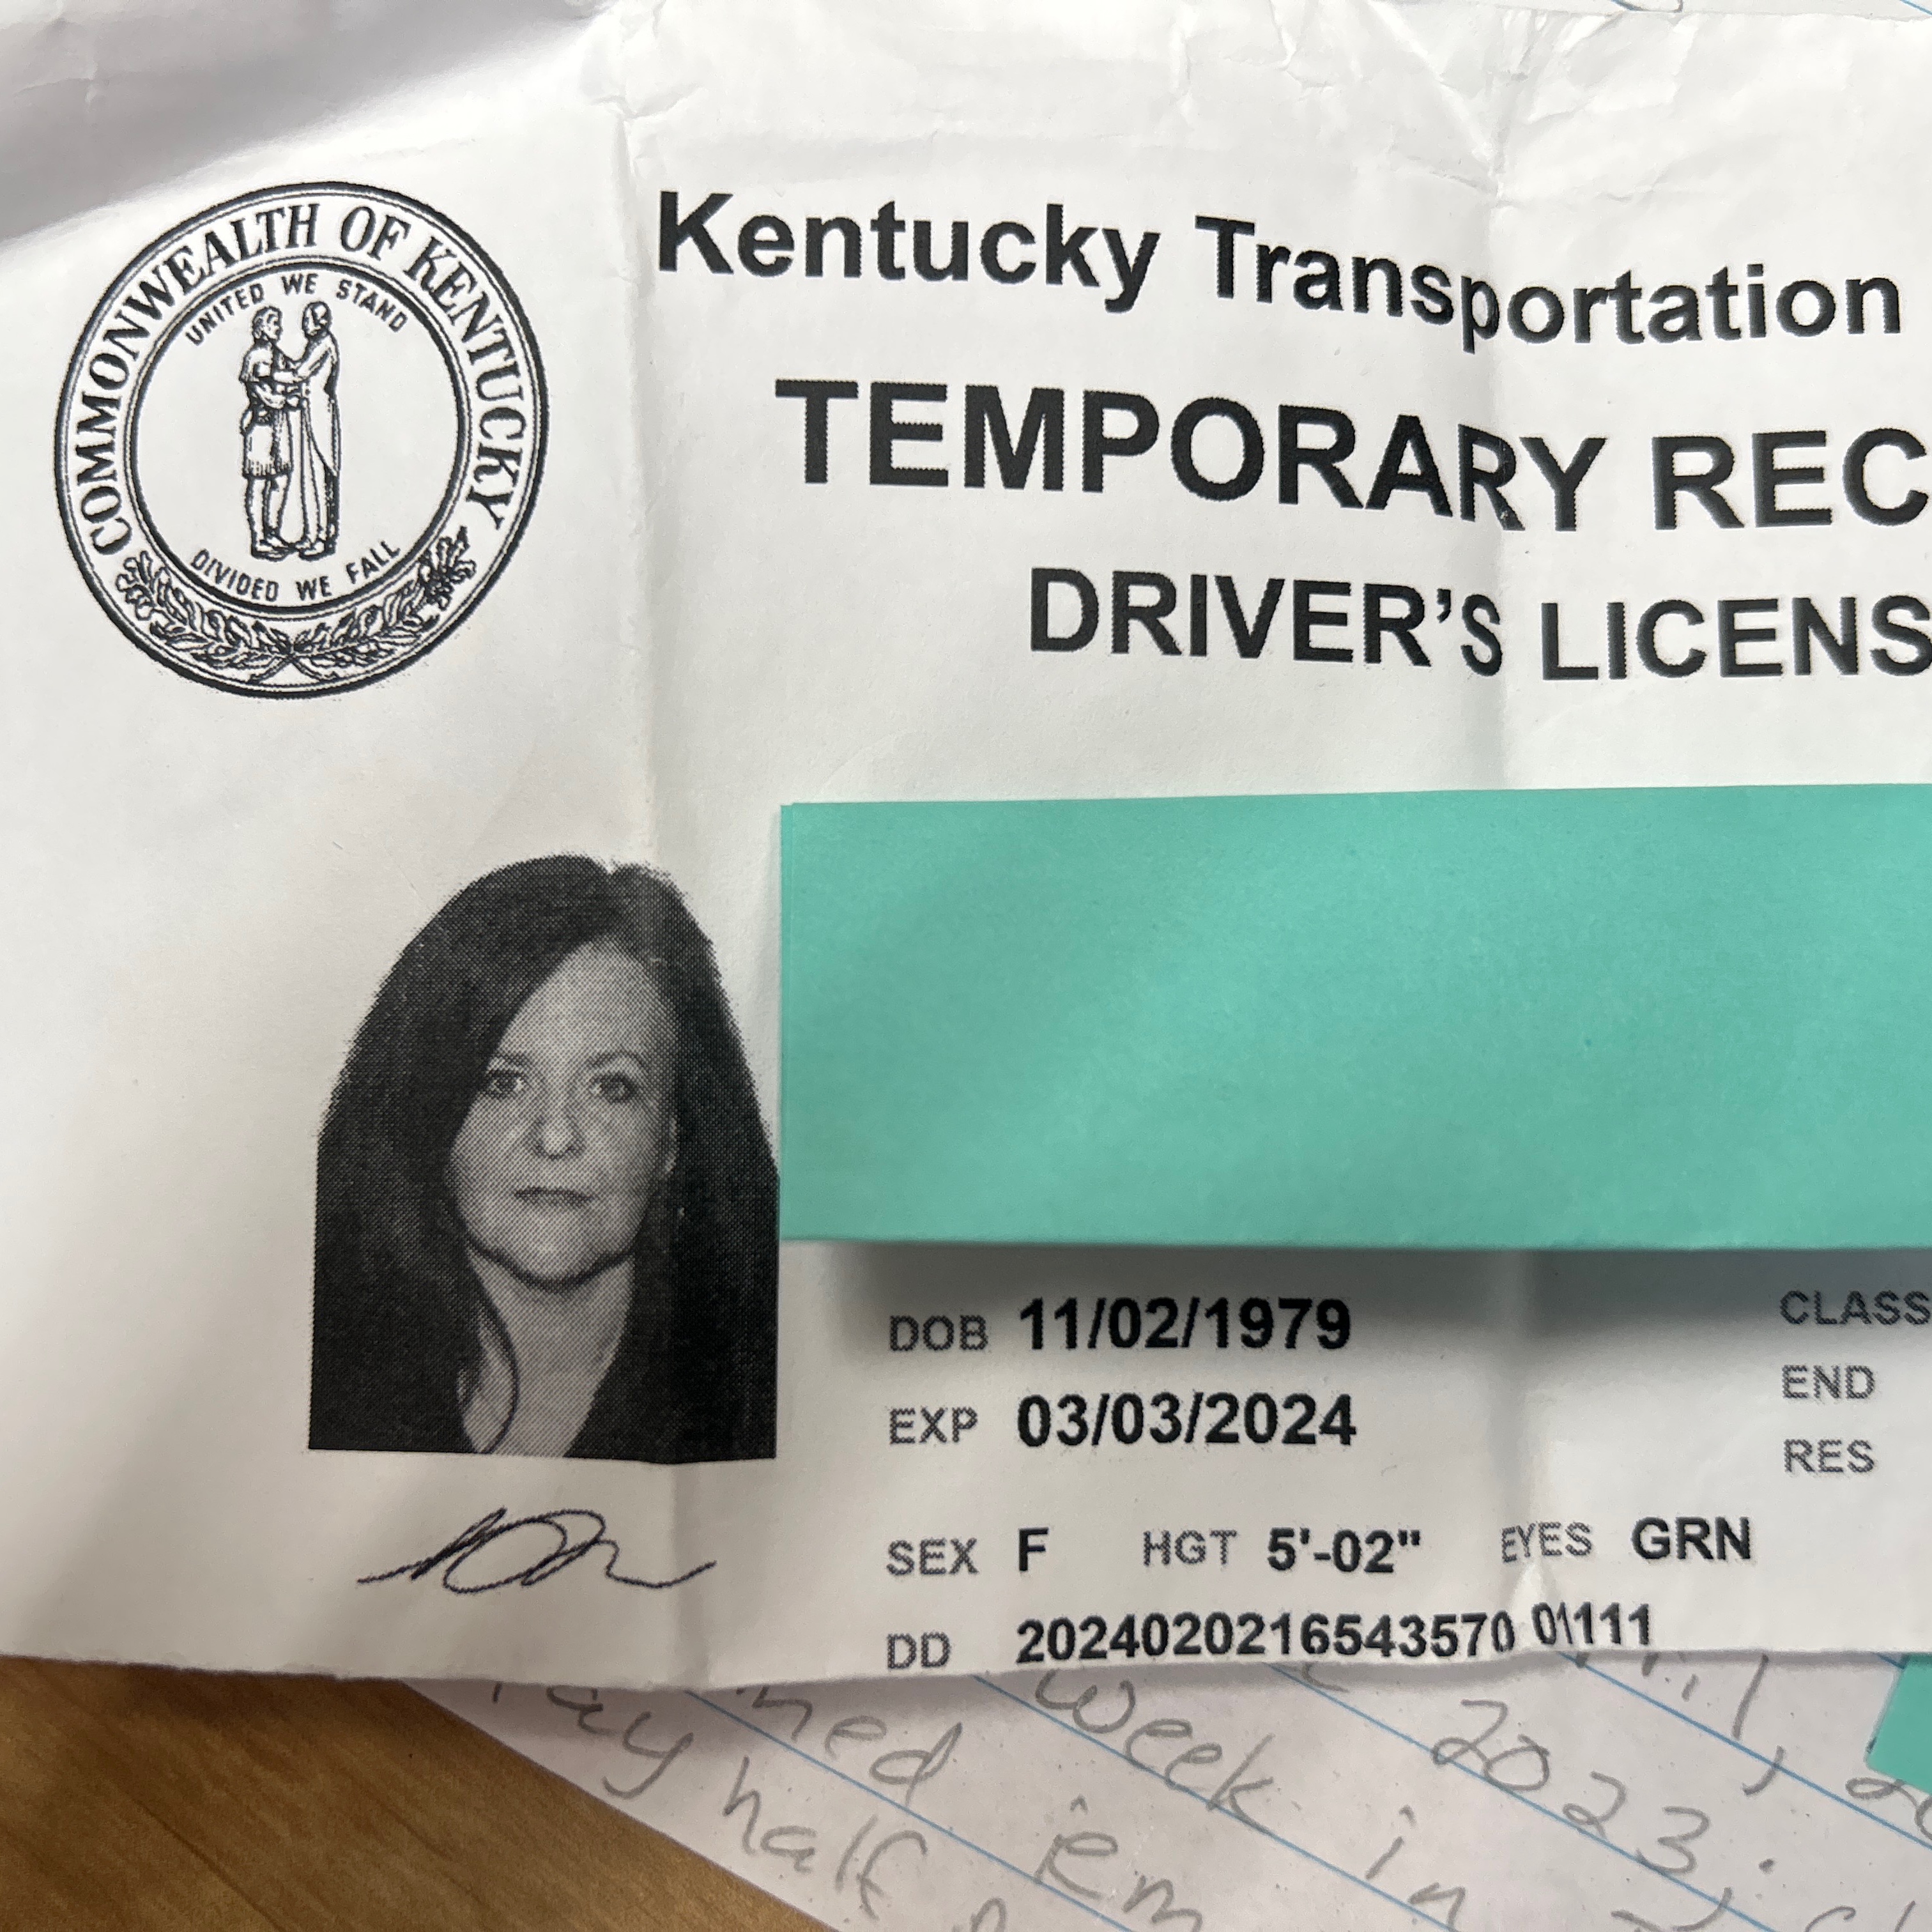 COMMONWEALTH OF KENTUCKY
UNITED WE STAND
DIVIDED WE FALL
Kentucky Transportation
TEMPORARY REC
DRIVER'S LICENS
DOB 11/02/1979 CLASS
EXP 03/03/2024 END
RES
SEX F HGT 5'-02" EYES GRN
DD 2024020216543570 01111
week in
2023.
half